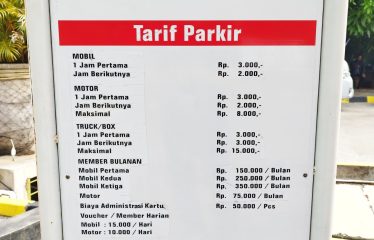 Tarif Parkir
MOBIL
1 Jam Pertama Rp. 3.000,-
Jam Berikutnya Rp. 2.000,-
MOTOR
1 Jam Pertama Rp. 3.000,-
Jam Berikutnya Rp. 2.000,-
Maksimal Rp. 8.000,-
TRUCK/BOX
1 Jam Pertama Rp. 3.000,-
Jam Berikutnya Rp. 3.000,-
Maksimal Rp. 15.000,-
MEMBER BULANAN
Mobil Pertama Rp. 150.000 / Bulan
Mobil Kedua Rp. 250.000 / Bulan
Mobil Ketiga Rp. 350.000 / Bulan
Motor Rp. 75.000 / Bulan
Biaya Administrasi Kartu Rp. 50.000 / Pcs
Voucher / Member Harian
Mobil : 15.000 / Hari
Motor : 10.000 / Hari